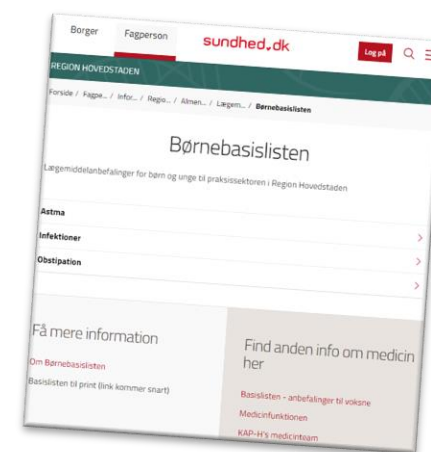 Borger
Fagperson
sundhed.dk
Log på
REGION HOVEDSTADEN
Forside / Fagpe... / Infor... / Regio... / Almen... / Lægem... / Børnebasislisten
Børnebasislisten
Lægemiddelanbefalinger for børn og unge til praksissektoren i Region Hovedstaden
Astma
Infektioner
Obstipation
Få mere information
Om Børnebasislisten
Basislisten til print (link kommer snart)
Find anden info om medicin
her
Basislisten - anbefalinger til voksne
Medicinfunktionen
KAP-H's medicinteam